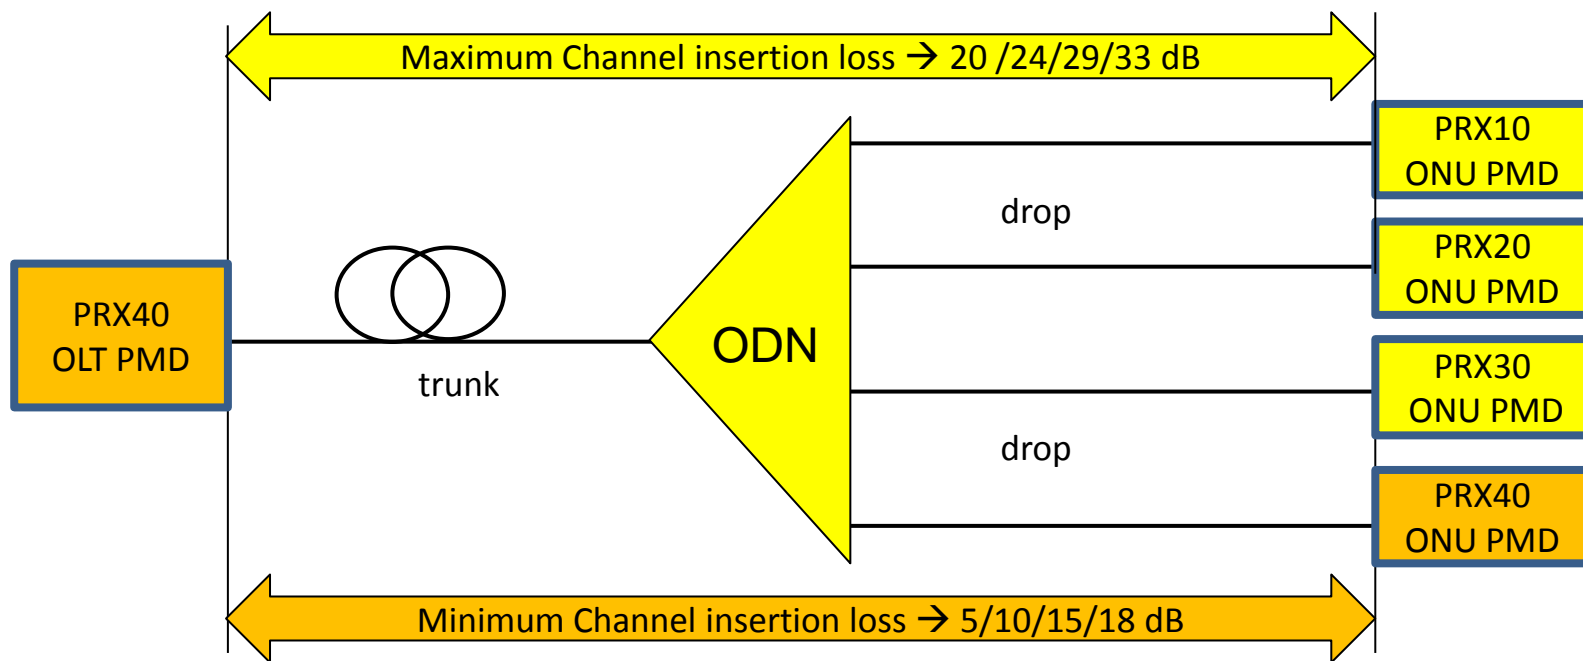 Maximum Channel insertion loss → 20 /24/29/33 dB
PRX10
ONU PMD
drop
PRX20
ONU PMD
PRX40
OLT PMD
trunk
ODN
PRX30
ONU PMD
drop
PRX40
ONU PMD
Minimum Channel insertion loss → 5/10/15/18 dB